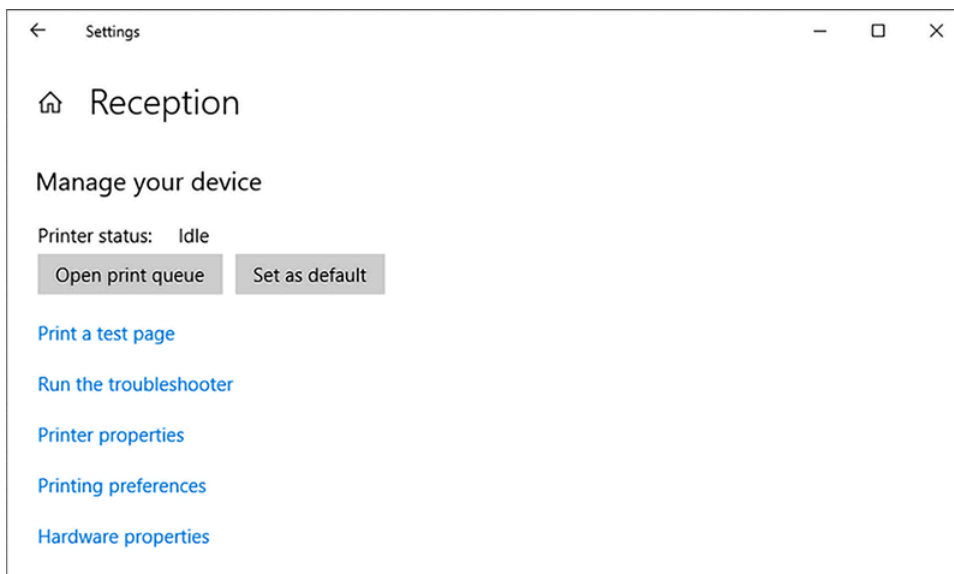 Settings
Reception
Manage your device
Printer status: Idle
Open print queue Set as default
Print a test page
Run the troubleshooter
Printer properties
Printing preferences
Hardware properties